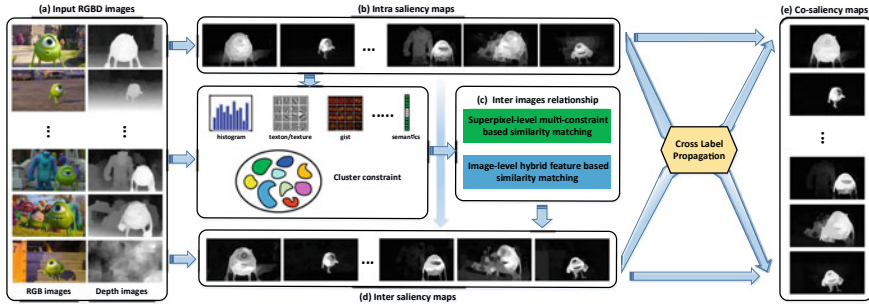 (a) Input RGBD images
(b) Intra saliency maps
(e) Co-saliency maps
histogram
texton/texture
gist
semantics
Cluster constraint
(c) Inter images relationship
Superpixel-level multi-constraint
based similarity matching
Image-level hybrid feature based
similarity matching
Cross Label
Propagation
RGB images
Depth images
(d) Inter saliency maps